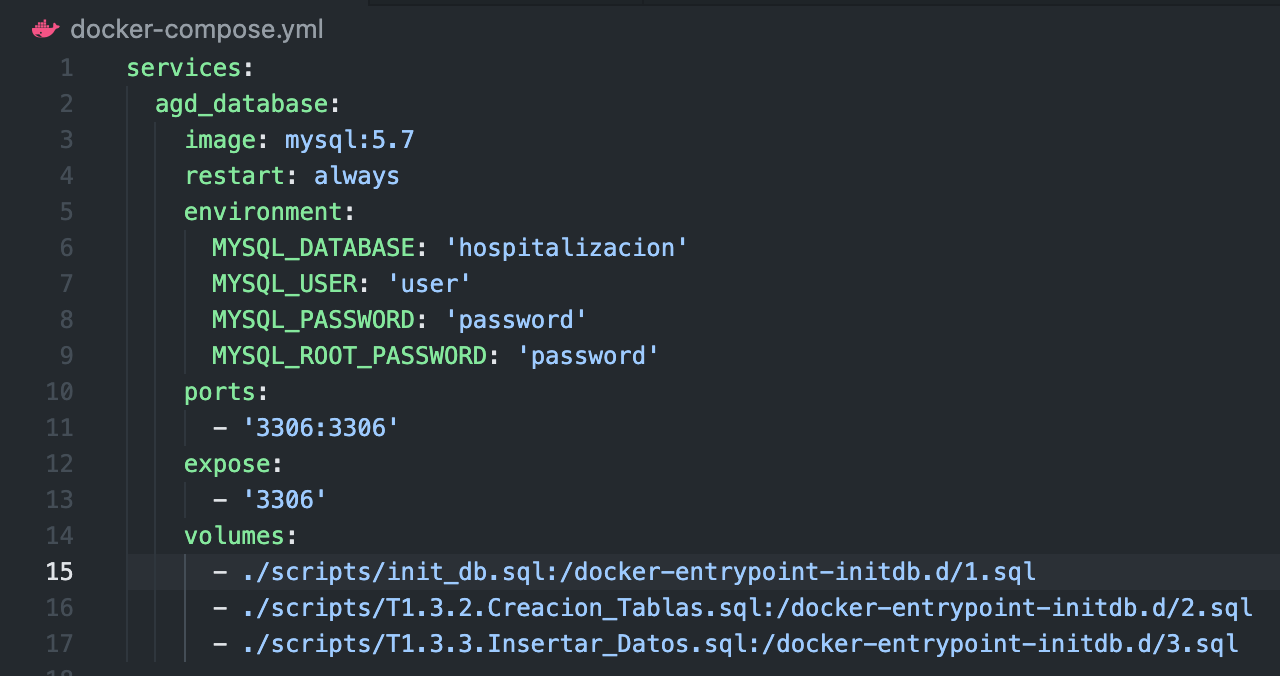 docker-compose.yml
1 services:
2 agd_database:
3 image: mysql:5.7
4 restart: always
5 environment:
6 MYSQL_DATABASE: 'hospitalizacion'
7 MYSQL_USER: 'user'
8 MYSQL_PASSWORD: 'password'
9 MYSQL_ROOT_PASSWORD: 'password'
10 ports:
11 - '3306:3306'
12 expose:
13 - '3306'
14 volumes:
15 - ./scripts/init_db.sql:/docker-entrypoint-initdb.d/1.sql
16 - ./scripts/T1.3.2.Creacion_Tablas.sql:/docker-entrypoint-initdb.d/2.sql
17 - ./scripts/T1.3.3.Insertar_Datos.sql:/docker-entrypoint-initdb.d/3.sql
18